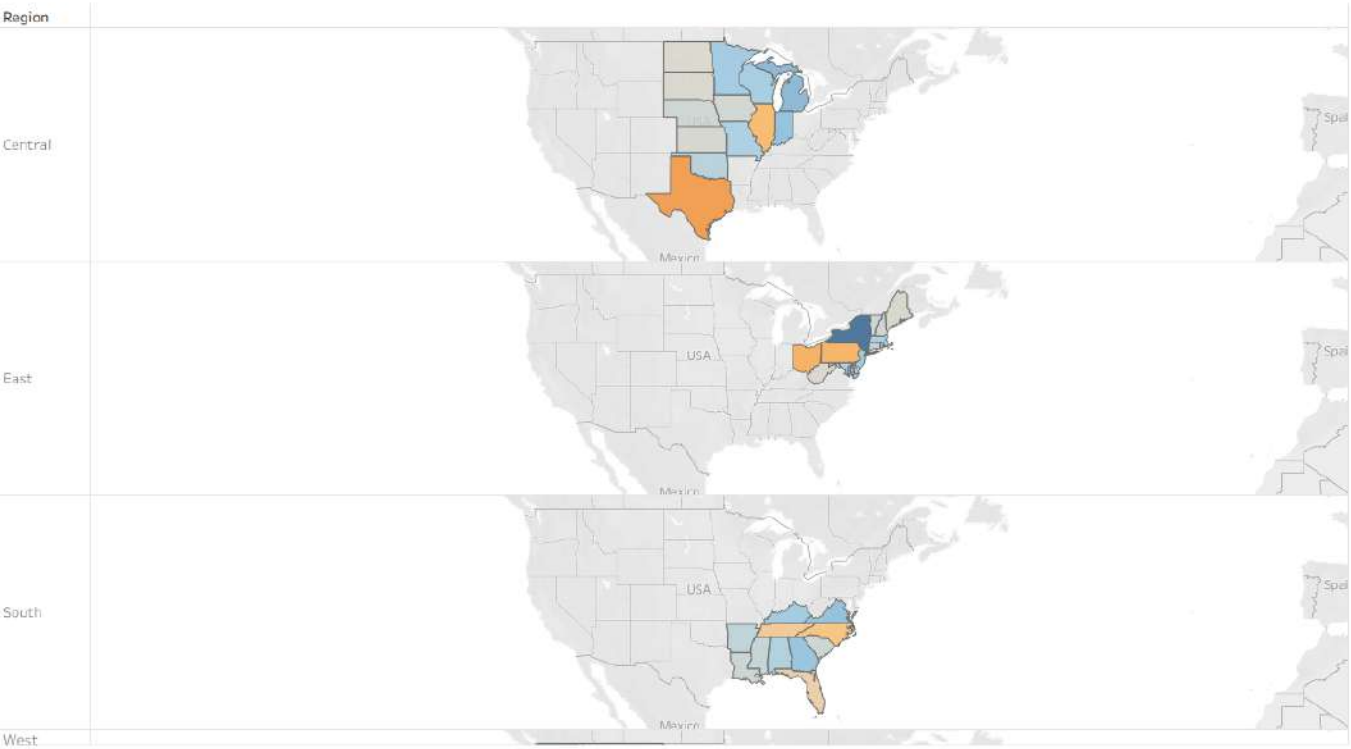 Region
Central
USA
Spai
Mexico
East
USA
Spai
Mexico
South
USA
Spai
Mexico
West